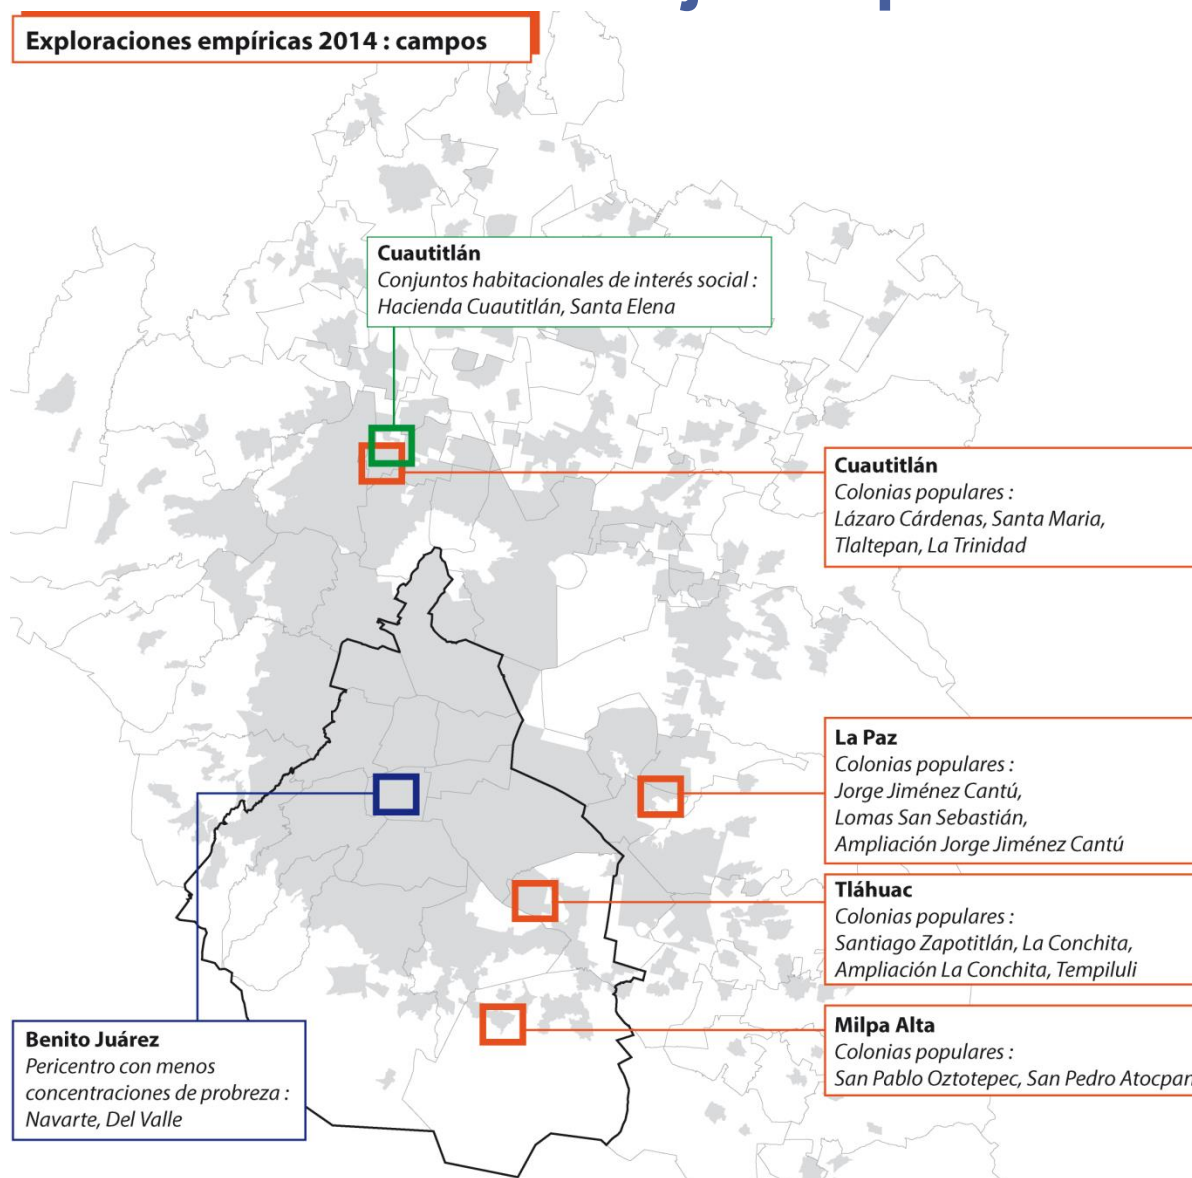 Exploraciones empíricas 2014 : campos
Cuautitlán
Conjuntos habitacionales de interés social :
Hacienda Cuautitlán, Santa Elena
Cuautitlán
Colonias populares :
Lázaro Cárdenas, Santa Maria,
Tlaltepan, La Trinidad
La Paz
Colonias populares :
Jorge Jiménez Cantú,
Lomas San Sebastián,
Ampliación Jorge Jiménez Cantú
Tláhuac
Colonias populares :
Santiago Zapotitlán, La Conchita,
Ampliación La Conchita, Tempiluli
Milpa Alta
Colonias populares :
San Pablo Oztotepec, San Pedro Atocpan
Benito Juárez
Pericentro con menos
concentraciones de probreza :
Navarte, Del Valle